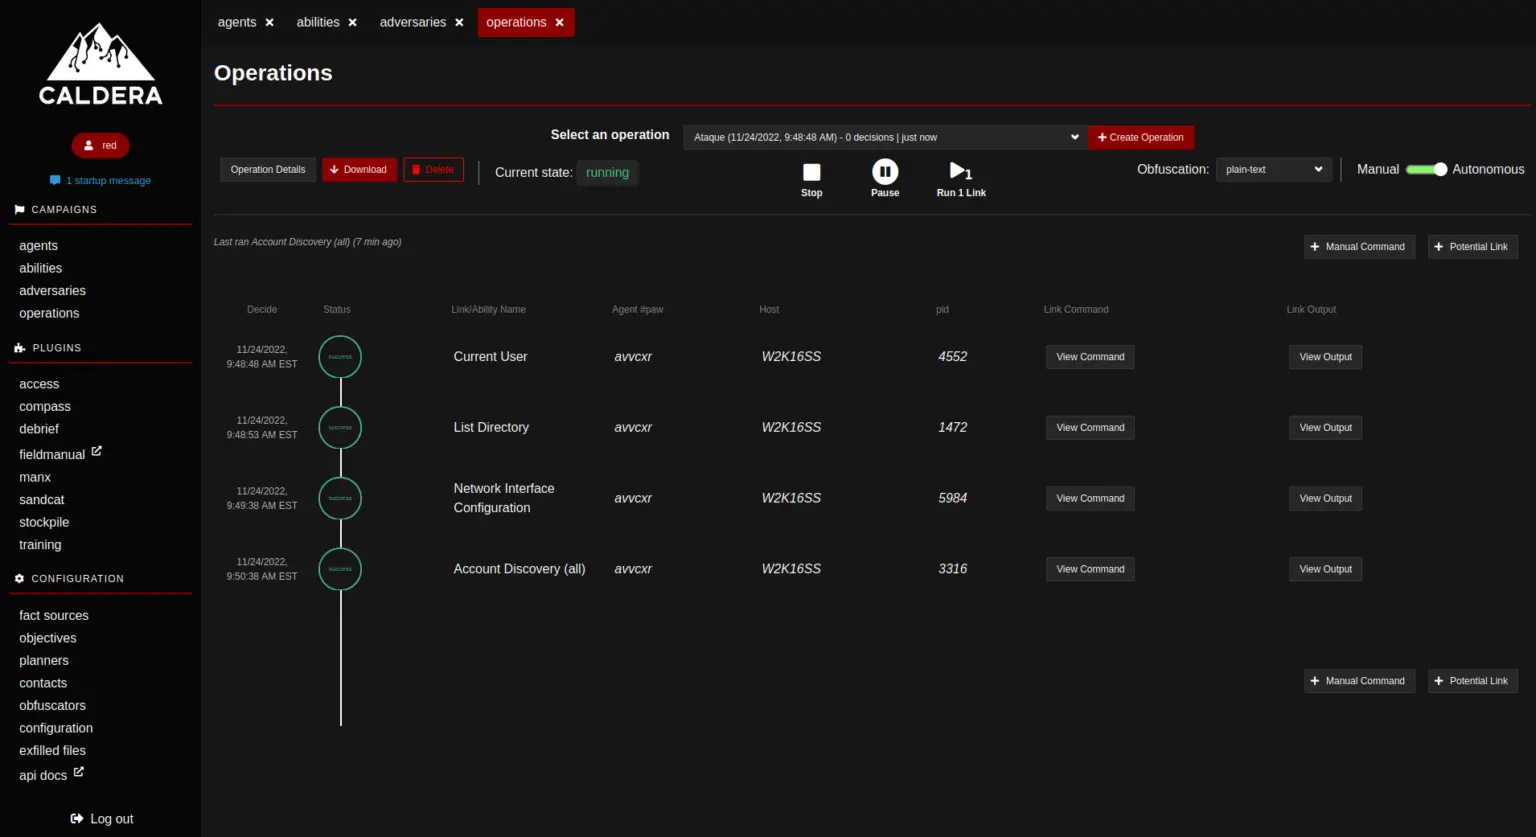 agents ✕ abilities ✕ adversaries ✕ operations ✕
CALDERA
red
1 startup message
CAMPAIGNS
agents
abilities
adversaries
operations
PLUGINS
access
compass
debrief
fieldmanual
manx
sandcat
stockpile
training
CONFIGURATION
fact sources
objectives
planners
contacts
obfuscators
configuration
exfilled files
api docs
Log out
Operations
Select an operation Ataque (11/24/2022, 9:48:48 AM) - 0 decisions | just now + Create Operation
Operation Details Download Delete Current state: running Stop Pause 1 Run 1 Link Obfuscation: plain-text Manual Autonomous
Last ran Account Discovery (all) (7 min ago) + Manual Command + Potential Link
Decide Status Link/Ability Name Agent #paw Host pid Link Command Link Output
11/24/2022,
9:48:48 AM EST success Current User avvcxr W2K16SS 4552 View Command View Output
11/24/2022,
9:48:53 AM EST success List Directory avvcxr W2K16SS 1472 View Command View Output
11/24/2022,
9:49:38 AM EST success Network Interface
Configuration avvcxr W2K16SS 5984 View Command View Output
11/24/2022,
9:50:38 AM EST success Account Discovery (all) avvcxr W2K16SS 3316 View Command View Output
+ Manual Command + Potential Link